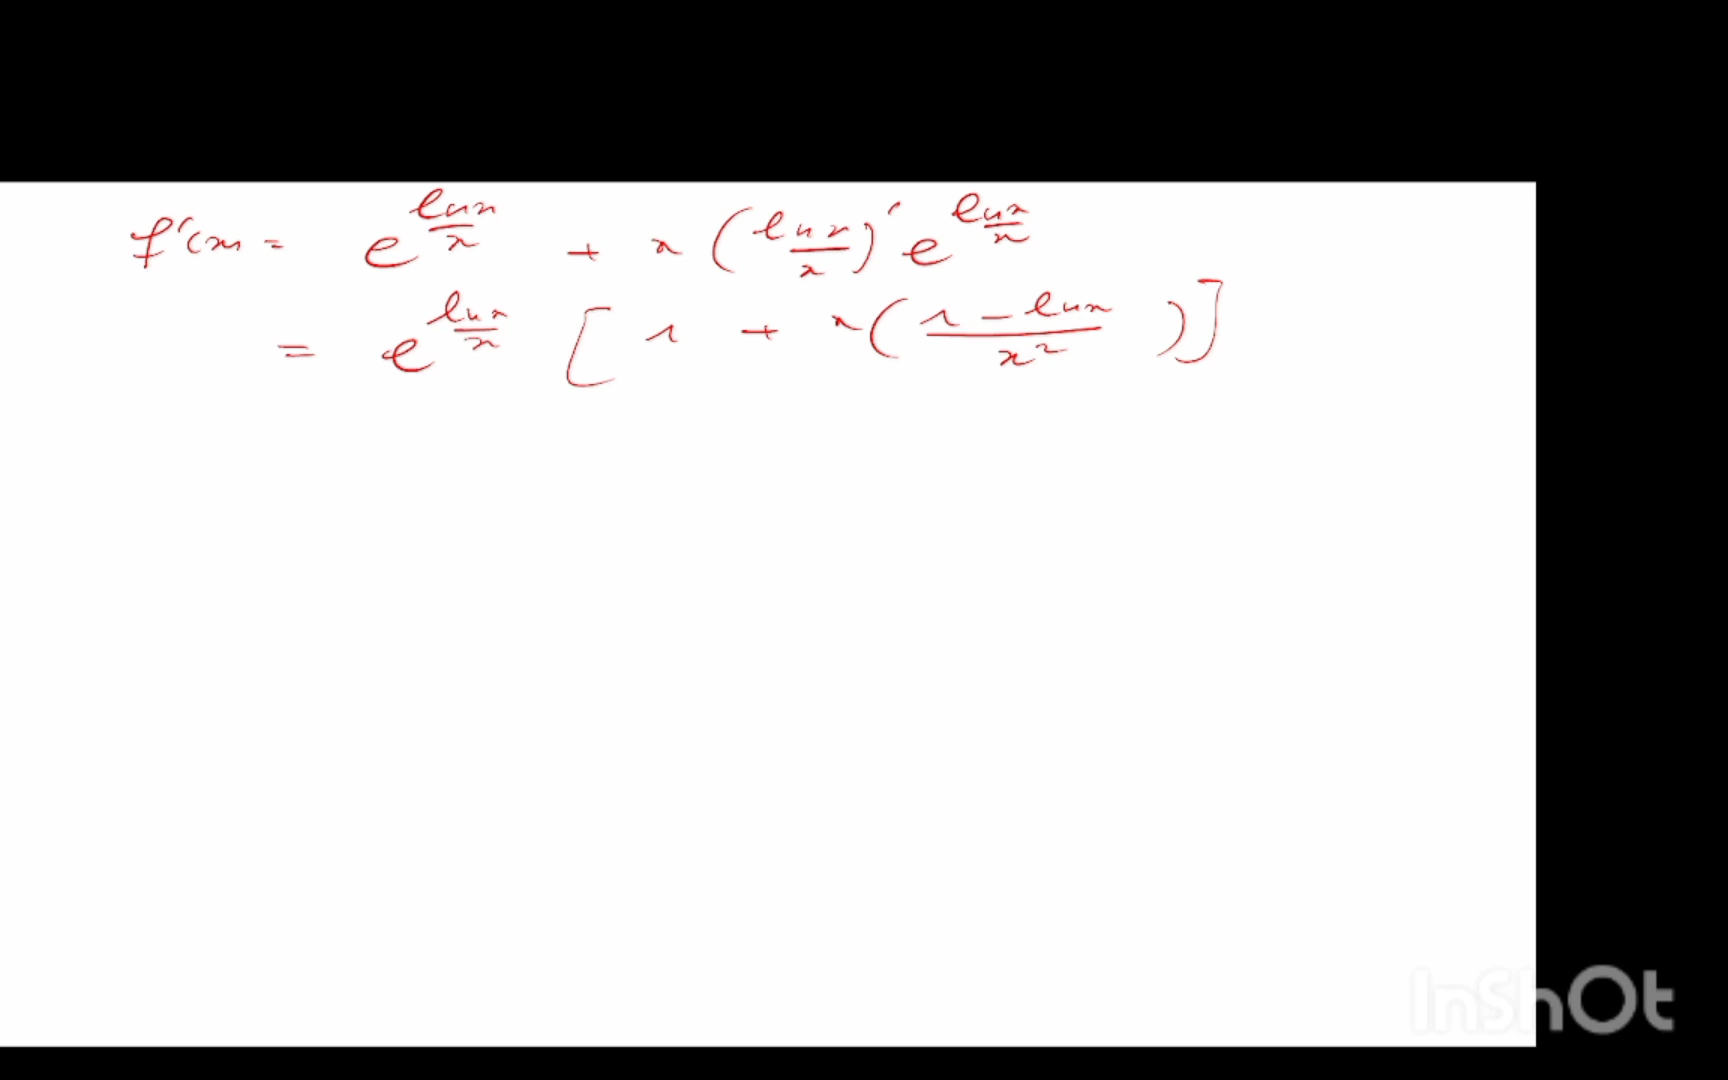 f'(x) = e^(ln x / x) + x (ln x / x)' e^(ln x / x)
= e^(ln x / x) [ 1 + x ( (1 - ln x) / x² ) ]
InShOt